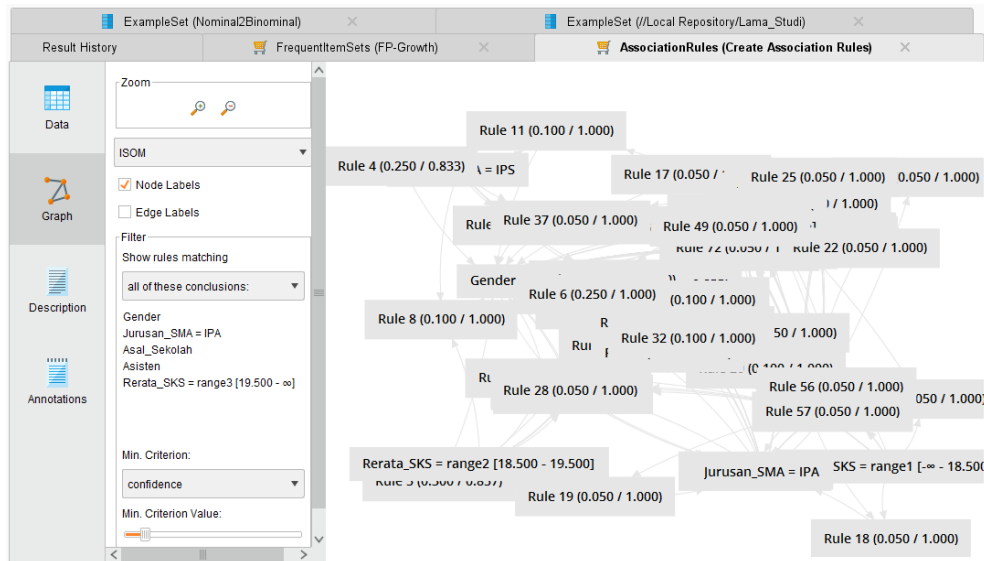 ExampleSet (Nominal2Binominal)
ExampleSet (//Local Repository/Lama_Studi)
Result History
FrequentItemSets (FP-Growth)
AssociationRules (Create Association Rules)
Data
Graph
Description
Annotations
Zoom
ISOM
Node Labels
Edge Labels
Filter
Show rules matching
all of these conclusions:
Gender
Jurusan_SMA = IPA
Asal_Sekolah
Asisten
Rerata_SKS = range3 [19.500 - ∞]
Min. Criterion:
confidence
Min. Criterion Value:
Rule 11 (0.100 / 1.000)
Rule 4 (0.250 / 0.833)
= IPS
Rule 17 (0.050 /
Rule 25 (0.050 / 1.000)
0.050 / 1.000)
/ 1.000)
Rule 37 (0.050 / 1.000)
Rule 49 (0.050 / 1.000)
Rule 72 (0.050 /
Rule 22 (0.050 / 1.000)
Gender
Rule 6 (0.250 / 1.000)
(0.100 / 1.000)
Rule 8 (0.100 / 1.000)
Rule 32 (0.100 / 1.000)
50 / 1.000)
Rule 28 (0.050 / 1.000)
Rule 56 (0.050 / 1.000)
.050 / 1.000)
Rule 57 (0.050 / 1.000)
Rerata_SKS = range2 [18.500 - 19.500]
Jurusan_SMA = IPA
SKS = range1 [-∞ - 18.500
Rule 19 (0.050 / 1.000)
Rule 18 (0.050 / 1.000)